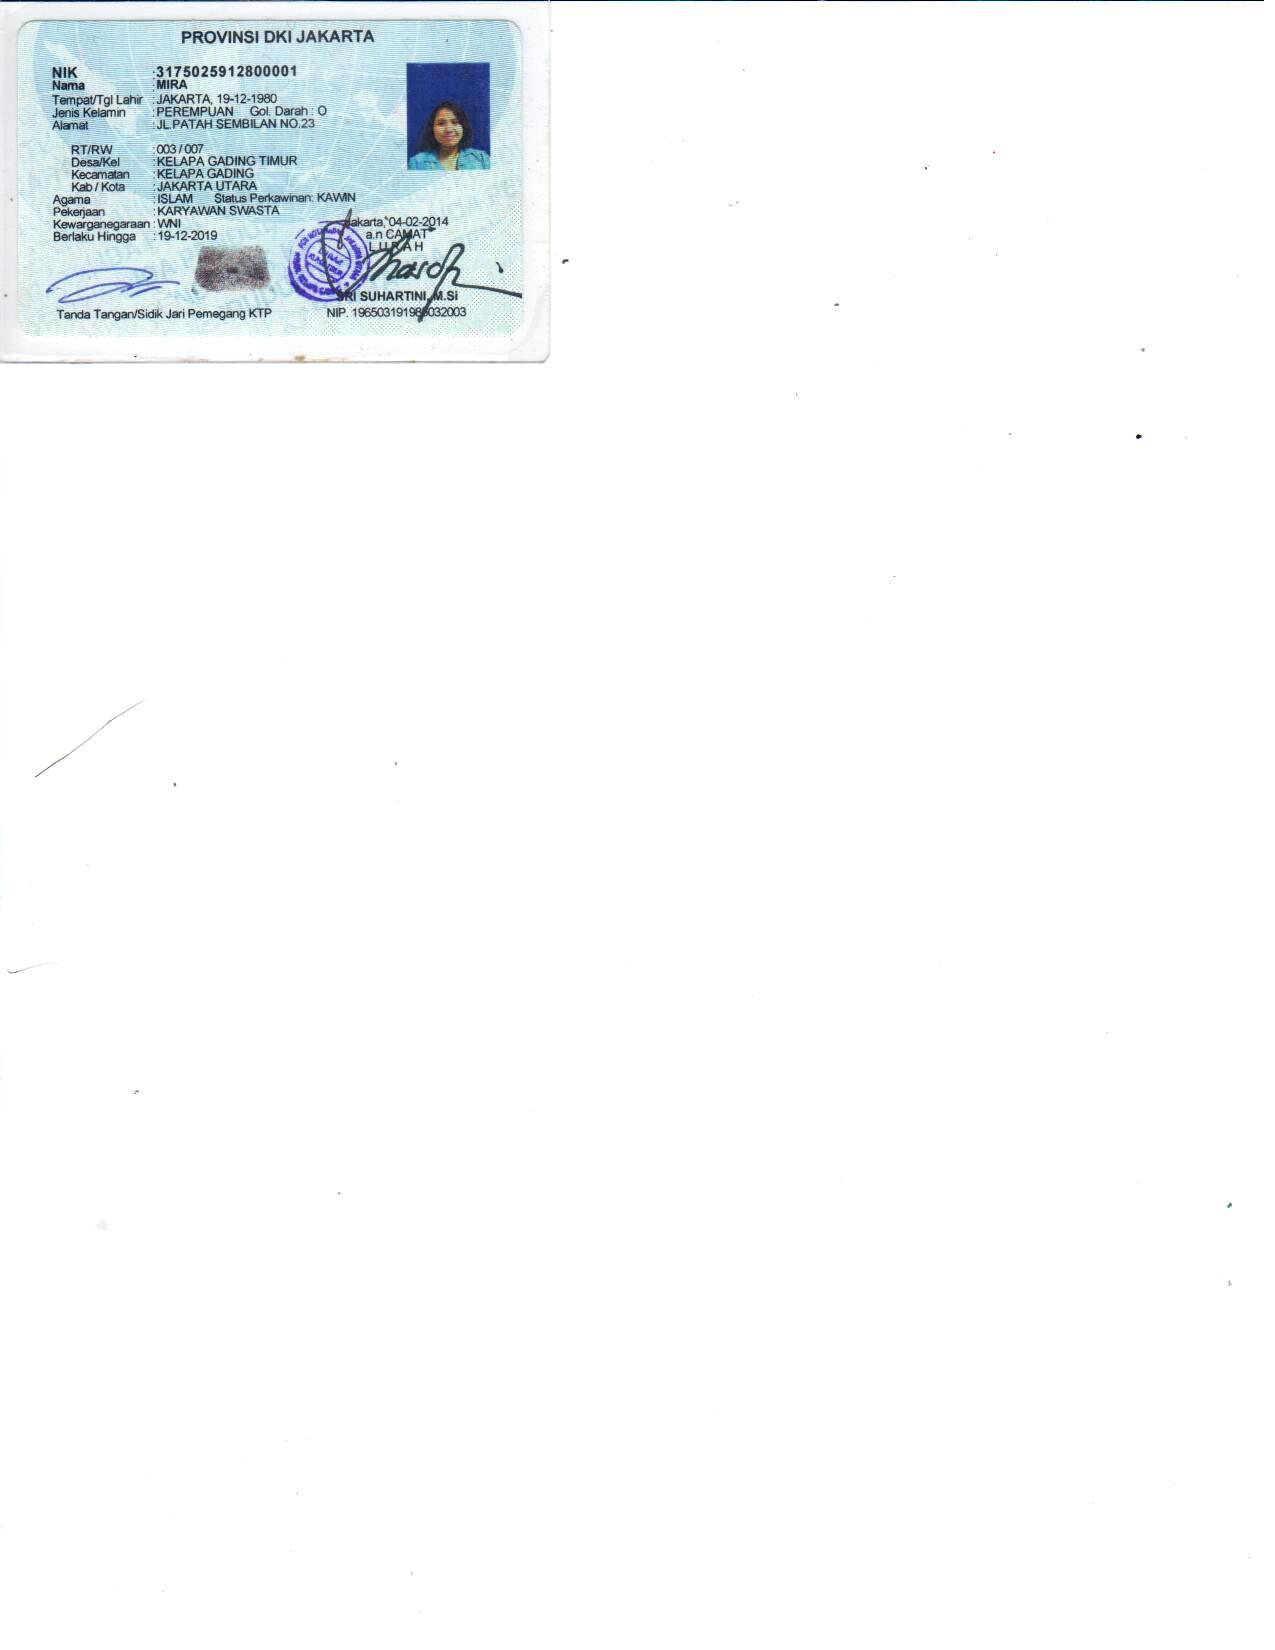 PROVINSI DKI JAKARTA
NIK :3175025912800001
Nama :MIRA
Tempat/Tgl Lahir :JAKARTA, 19-12-1980
Jenis Kelamin :PEREMPUAN Gol. Darah : O
Alamat :JL.PATAH SEMBILAN NO.23
RT/RW :003 / 007
Desa/Kel :KELAPA GADING TIMUR
Kecamatan :KELAPA GADING
Kab / Kota :JAKARTA UTARA
Agama :ISLAM Status Perkawinan: KAWIN
Pekerjaan :KARYAWAN SWASTA
Kewarganegaraan :WNI
Berlaku Hingga :19-12-2019
Jakarta, 04-02-2014
a.n CAMAT
LURAH
SRI SUHARTINI, M.Si
Tanda Tangan/Sidik Jari Pemegang KTP
NIP.